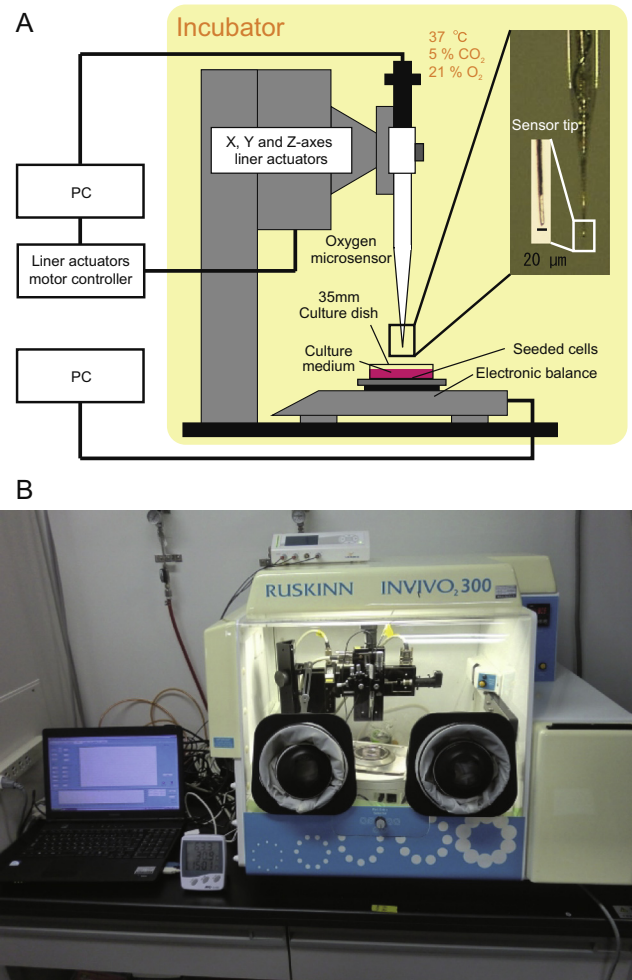 A
Incubator
37 °C
5 % CO2
21 % O2
X, Y and Z-axes
liner actuators
Sensor tip
PC
Oxygen
microsensor
Liner actuators
motor controller
20 μm
35mm
Culture dish
Culture
medium
Seeded cells
PC
Electronic balance
B
RUSKINN INVIVO2 300